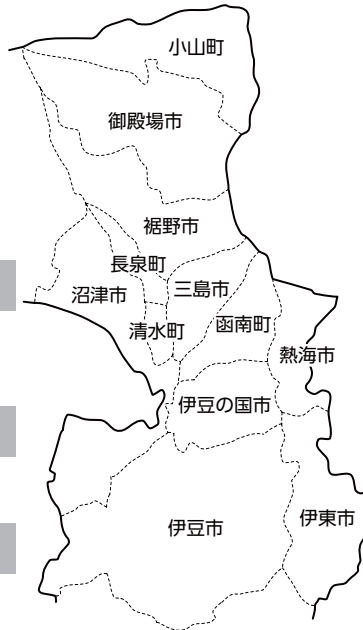 小山町
御殿場市
裾野市
長泉町
沼津市
三島市
清水町
函南町
熱海市
伊豆の国市
伊豆市
伊東市